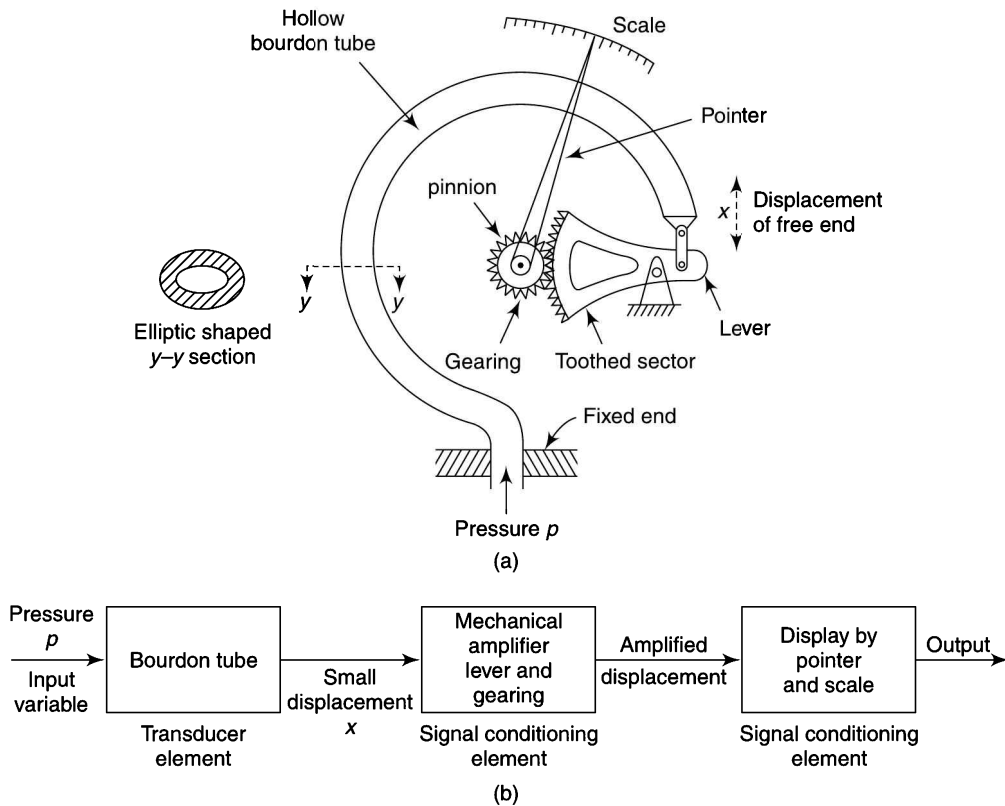 Hollow
bourdon tube
Scale
Pointer
pinnion
x
Displacement
of free end
y
y
Elliptic shaped
y–y section
Gearing
Toothed sector
Lever
Fixed end
Pressure p
(a)
Pressure
p
Input
variable
Bourdon tube
Transducer
element
Small
displacement
x
Mechanical
amplifier
lever and
gearing
Signal conditioning
element
Amplified
displacement
Display by
pointer
and scale
Signal conditioning
element
Output
(b)